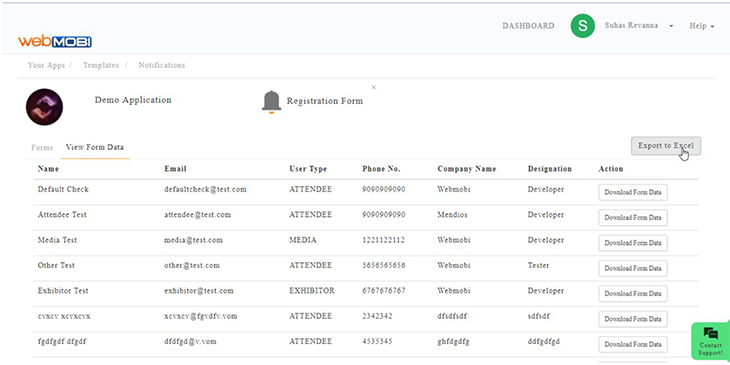 DASHBOARD S Suhas Revanna Help
webMOBI
Your Apps / Templates / Notifications
×
Demo Application Registration Form
Forms View Form Data Export to Excel
Name Email User Type Phone No. Company Name Designation Action
Default Check defaultcheck@test.com ATTENDEE 9090909090 Webmobi Developer Download Form Data
Attendee Test attendee@test.com ATTENDEE 9090909090 Mendios Developer Download Form Data
Media Test media@test.com MEDIA 1221122112 Webmobi Developer Download Form Data
Other Test other@test.com ATTENDEE 5656565656 Webmobi Tester Download Form Data
Exhibitor Test exhibitor@test.com EXHIBITOR 6767676767 Webmobi Developer Download Form Data
cvxcv xcvxcvx xcvxcv@fgvdfv.vom ATTENDEE 2342342 dfsdfsdf sdfsdf Download Form Data
fgdfgdf dfgdf dfdfgd@v.vom ATTENDEE 4535345 ghfdgdfg ddfgdfgd Download Form Data
Contact
Support!